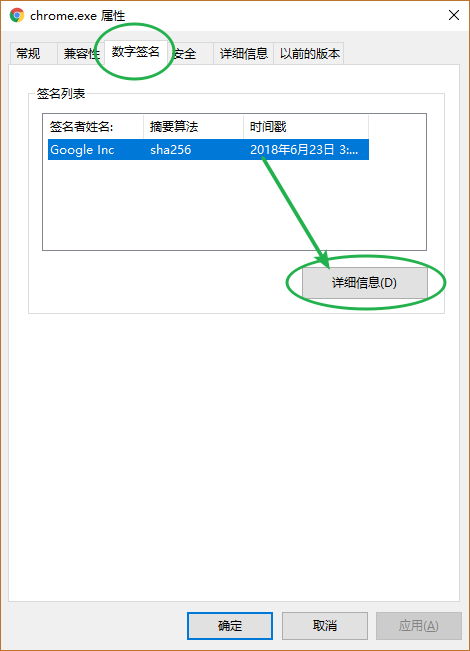 chrome.exe 属性
常规 兼容性 数字签名 安全 详细信息 以前的版本
签名列表
签名者姓名: 摘要算法 时间戳
Google Inc sha256 2018年6月23日 3:...
详细信息(D)
确定 取消 应用(A)